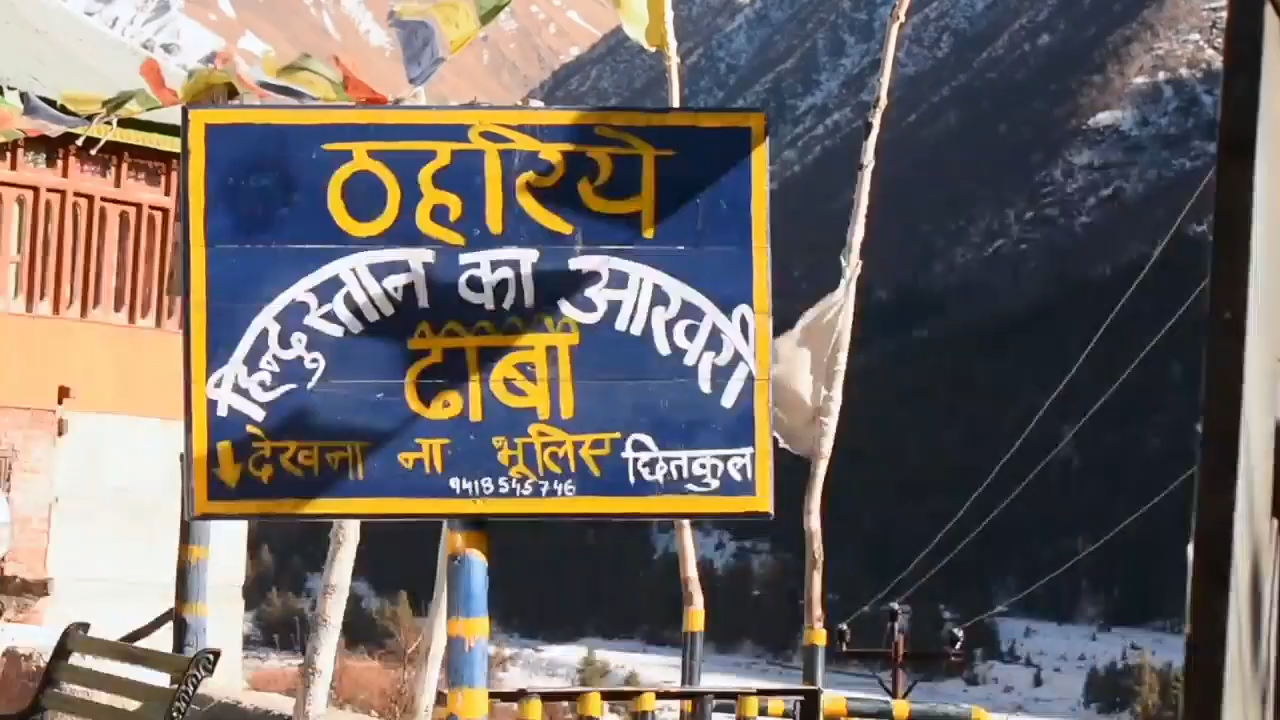 ठहरिये
हिन्दुस्तान का आखरी
ढाबा
देखना ना भूलिए छितकुल
9418545746